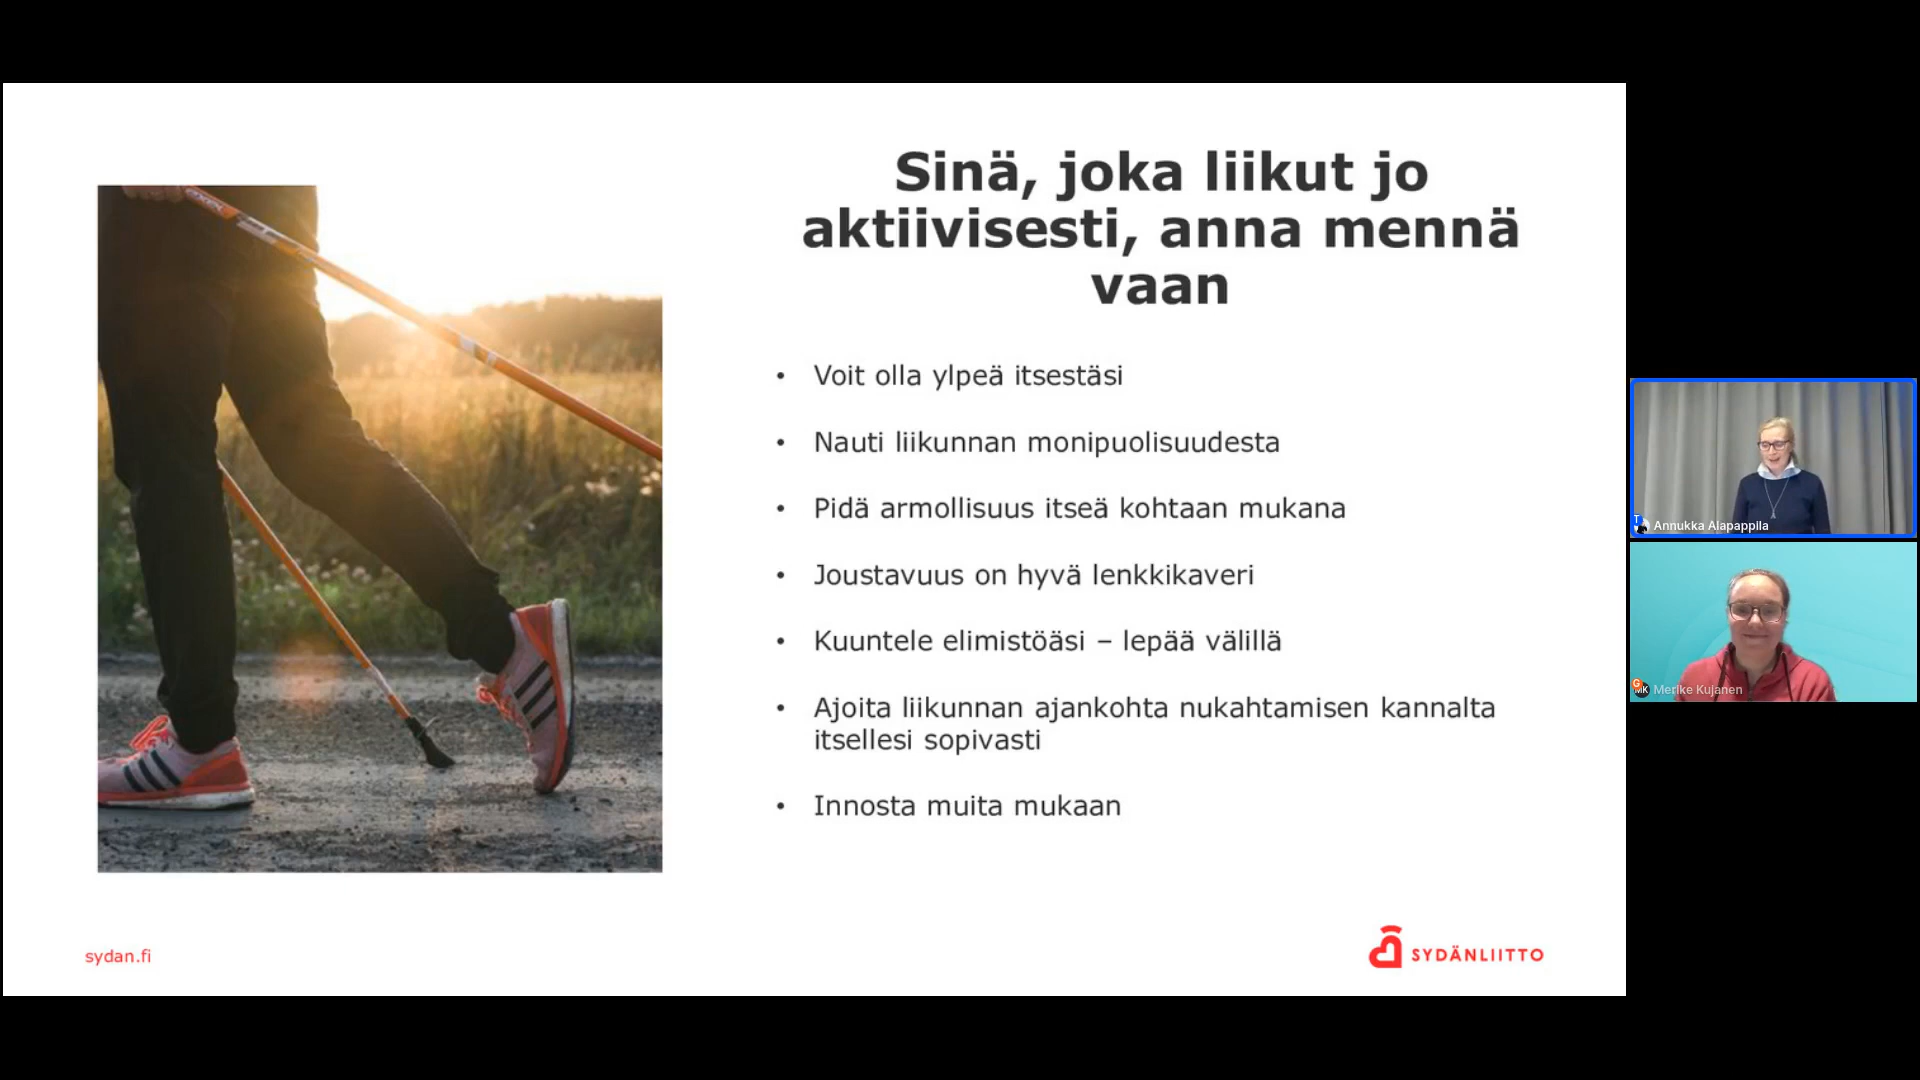 Sinä, joka liikut jo
aktiivisesti, anna mennä
vaan
• Voit olla ylpeä itsestäsi
• Nauti liikunnan monipuolisuudesta
• Pidä armollisuus itseä kohtaan mukana
• Joustavuus on hyvä lenkkikaveri
• Kuuntele elimistöäsi – lepää välillä
• Ajoita liikunnan ajankohta nukahtamisen kannalta
itsellesi sopivasti
• Innosta muita mukaan
sydan.fi
SYDÄNLIITTO
Annukka Alapappila
Merike Kujanen